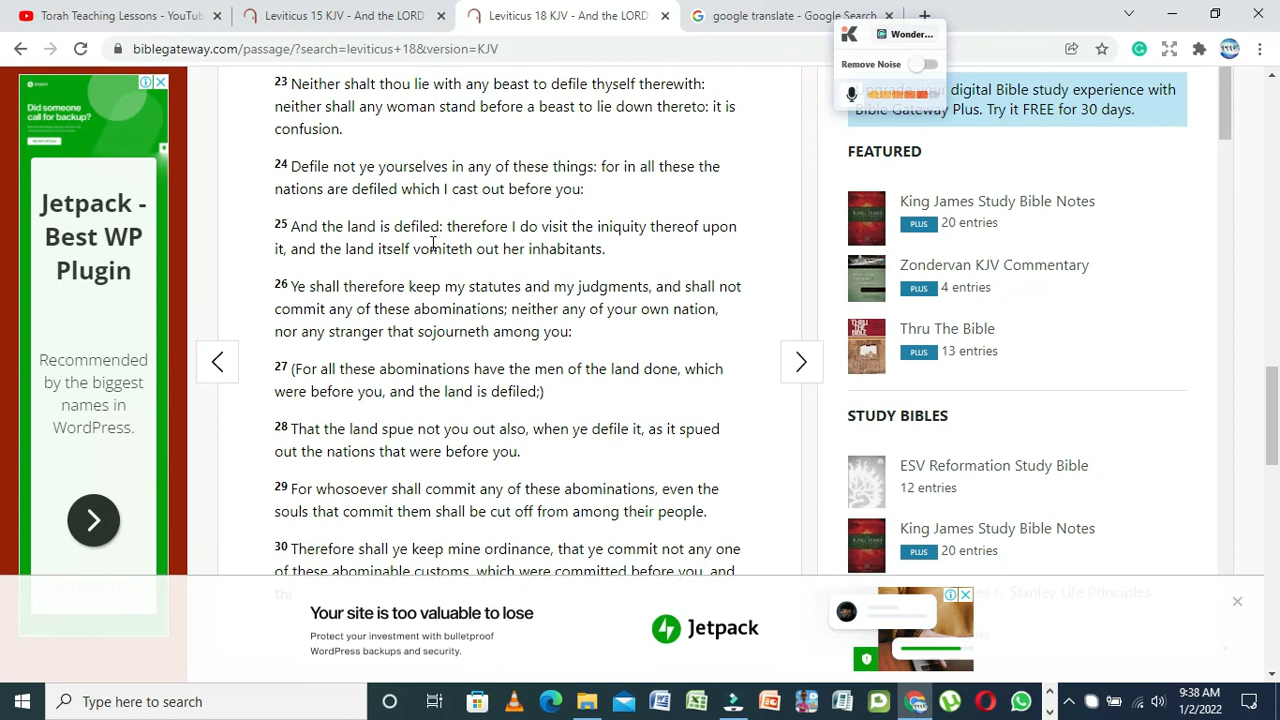 Torah Teaching Lessons - YouTub
Leviticus 18 KJV - And the LORD
Leviticus 18 KJV - And the LORD
google translate - Google
biblegateway.com/passage/?search=leviticus+18&version=KJV
Wonder...
Remove Noise
Upgrade your digital Bible study experience with
Bible Gateway Plus. Try it FREE for 30 days.
Did someone
call for backup?
Jetpack -
Best WP
Plugin
Recommended
by the biggest
names in
WordPress.
23 Neither shalt thou lie with any beast to defile thyself therewith:
neither shall any woman stand before a beast to lie down thereto: it is
confusion.
24 Defile not ye yourselves in any of these things: for in all these the
nations are defiled which I cast out before you:
25 And the land is defiled: therefore I do visit the iniquity thereof upon
it, and the land itself vomiteth out her inhabitants.
26 Ye shall therefore keep my statutes and my judgments, and shall not
commit any of these abominations; neither any of your own nation,
nor any stranger that sojourneth among you:
27 (For all these abominations have the men of the land done, which
were before you, and the land is defiled;)
28 That the land spue not you out also, when ye defile it, as it spued
out the nations that were before you.
29 For whosoever shall commit any of these abominations, even the
souls that commit them shall be cut off from among their people.
30 Therefore shall ye keep mine ordinance, that ye commit not any one
of these abominable customs, which were committed before you, and
FEATURED
King James Study Bible Notes
PLUS 20 entries
Zondervan KJV Commentary
PLUS 4 entries
Thru The Bible
PLUS 13 entries
STUDY BIBLES
ESV Reformation Study Bible
12 entries
King James Study Bible Notes
PLUS 20 entries
F. Stanley Life Principles
Your site is too valuable to lose
Protect your investment with bulletproof
WordPress backups and security.
Jetpack
Type here to search
9:38 AM
1/2/2022